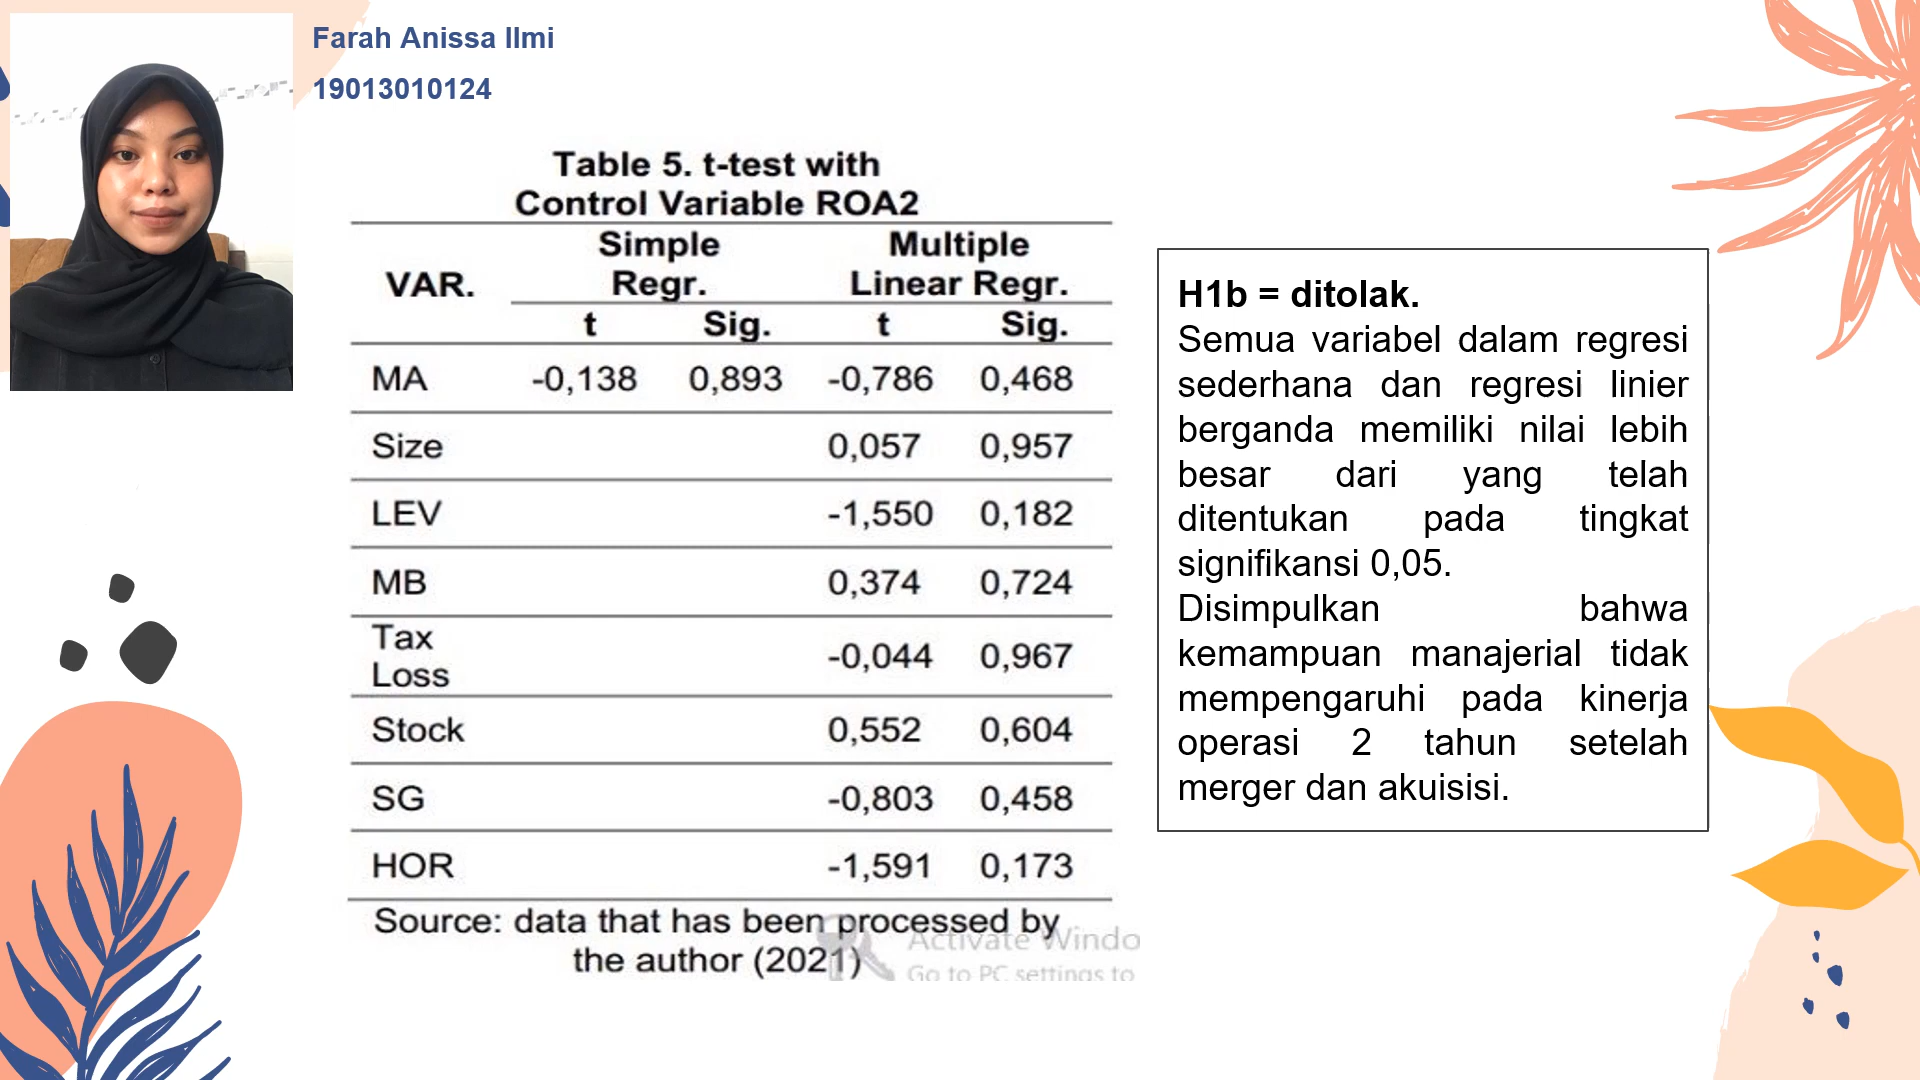 Farah Anissa Ilmi
19013010124
Table 5. t-test with
Control Variable ROA2
VAR. Simple Regr. Multiple Linear Regr.
t Sig. t Sig.
MA -0,138 0,893 -0,786 0,468
Size 0,057 0,957
LEV -1,550 0,182
MB 0,374 0,724
Tax Loss -0,044 0,967
Stock 0,552 0,604
SG -0,803 0,458
HOR -1,591 0,173
Source: data that has been processed by
the author (2021)
Activate Windo
Go to PC settings to
H1b = ditolak.
Semua variabel dalam regresi
sederhana dan regresi linier
berganda memiliki nilai lebih
besar dari yang telah
ditentukan pada tingkat
signifikansi 0,05.
Disimpulkan bahwa
kemampuan manajerial tidak
mempengaruhi pada kinerja
operasi 2 tahun setelah
merger dan akuisisi.